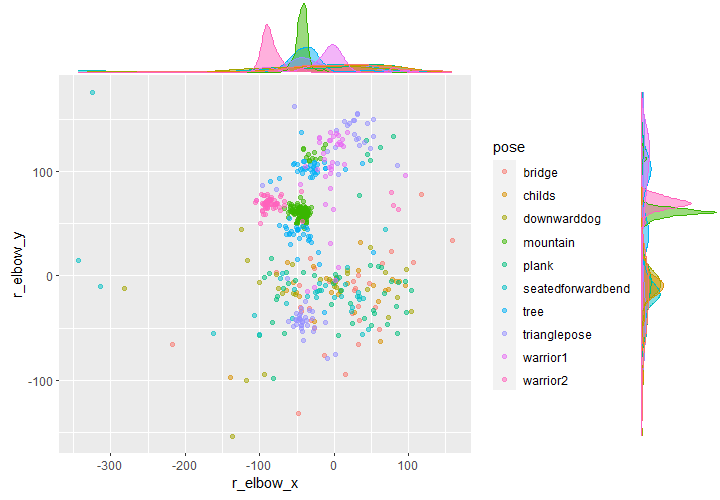 pose
bridge
childs
downwarddog
mountain
plank
seatedforwardbend
tree
trianglepose
warrior1
warrior2
r_elbow_y
100
0
-100
-300
-200
-100
0
100
r_elbow_x